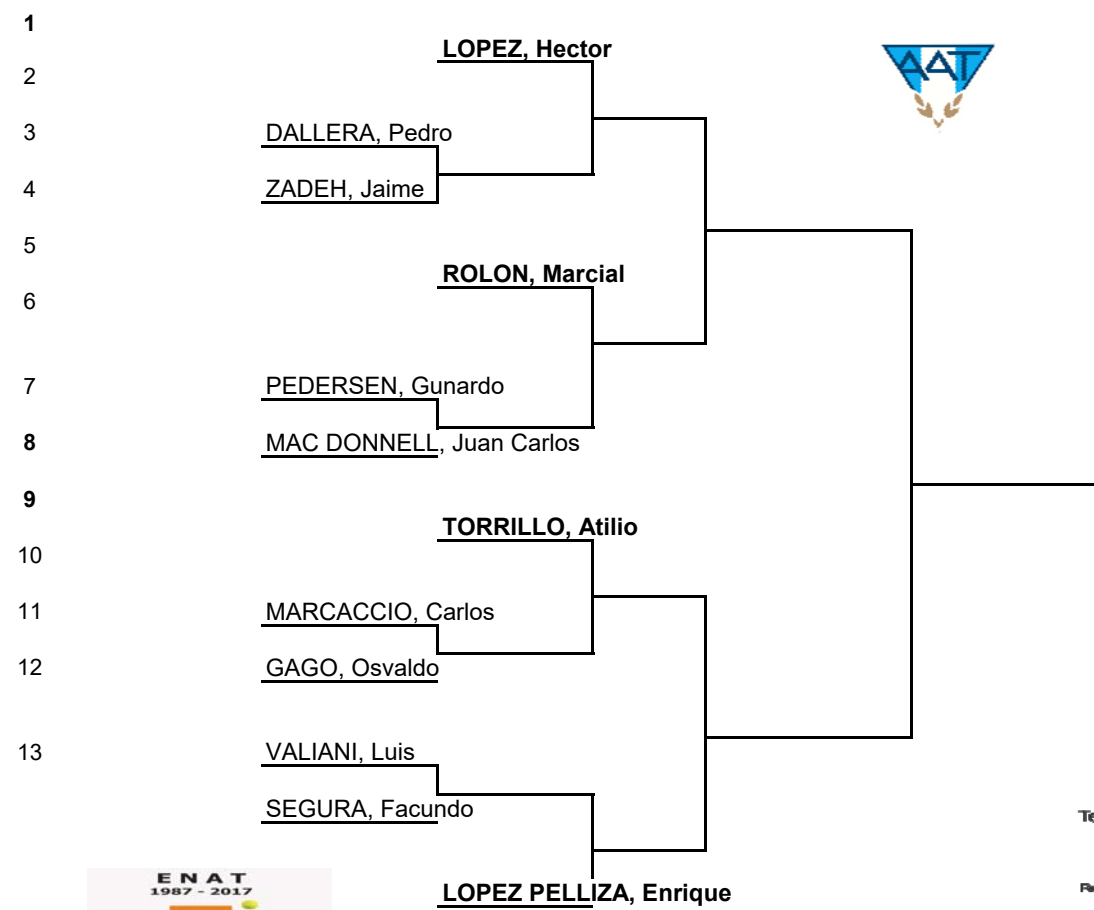 1
LOPEZ, Hector
AAT
2
3 DALLERA, Pedro
4 ZADEH, Jaime
5
ROLON, Marcial
6
7 PEDERSEN, Gunardo
8 MAC DONNELL, Juan Carlos
9
TORRILLO, Atilio
10
11 MARCACCIO, Carlos
12 GAGO, Osvaldo
13 VALIANI, Luis
SEGURA, Facundo
ENAT
1987 - 2017
LOPEZ PELLIZA, Enrique